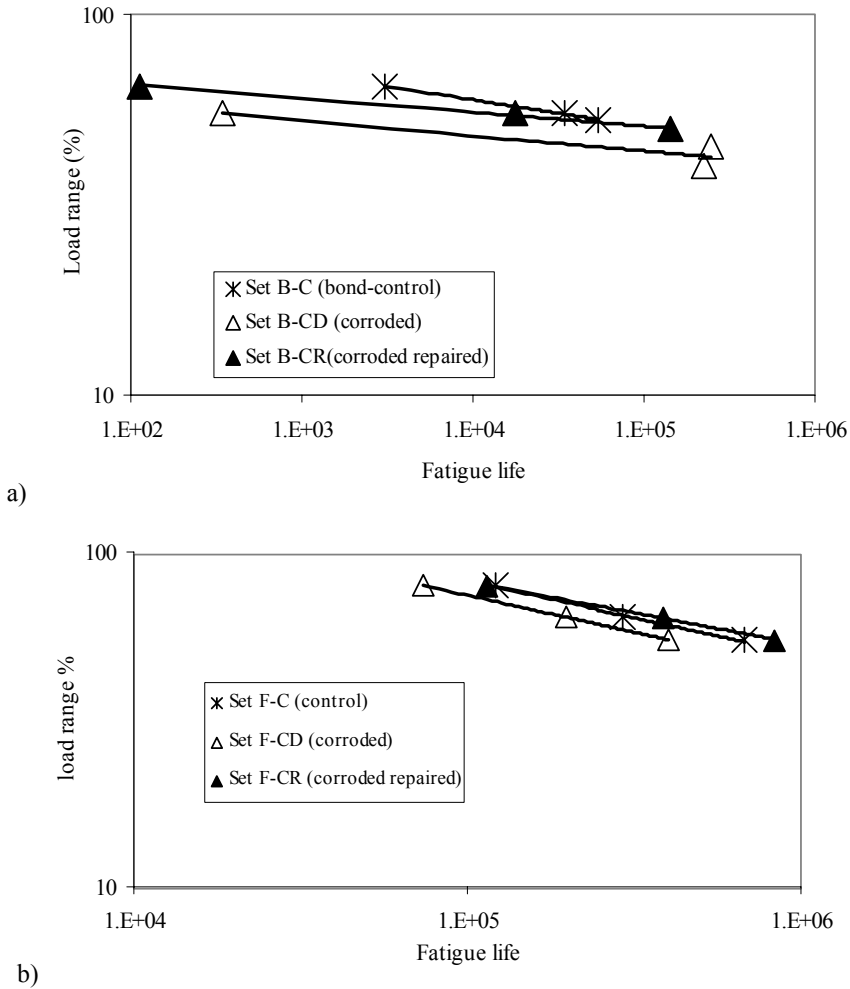 100
Load range (%)
Set B-C (bond-control)
Set B-CD (corroded)
Set B-CR(corroded repaired)
10
1.E+02 1.E+03 1.E+04 1.E+05 1.E+06
Fatigue life
a)
100
load range %
Set F-C (control)
Set F-CD (corroded)
Set F-CR (corroded repaired)
10
1.E+04 1.E+05 1.E+06
Fatigue life
b)